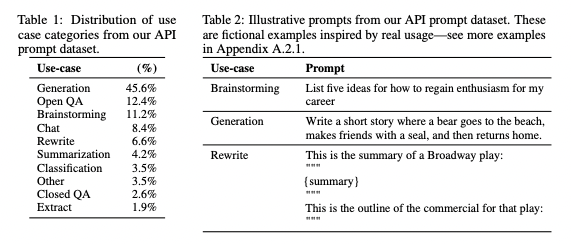 Table 1: Distribution of use
case categories from our API
prompt dataset.
Use-case (%)
Generation 45.6%
Open QA 12.4%
Brainstorming 11.2%
Chat 8.4%
Rewrite 6.6%
Summarization 4.2%
Classification 3.5%
Other 3.5%
Closed QA 2.6%
Extract 1.9%
Table 2: Illustrative prompts from our API prompt dataset. These
are fictional examples inspired by real usage—see more examples
in Appendix A.2.1.
Use-case Prompt
Brainstorming List five ideas for how to regain enthusiasm for my
career
Generation Write a short story where a bear goes to the beach,
makes friends with a seal, and then returns home.
Rewrite This is the summary of a Broadway play:
"""
{summary}
"""
This is the outline of the commercial for that play:
"""